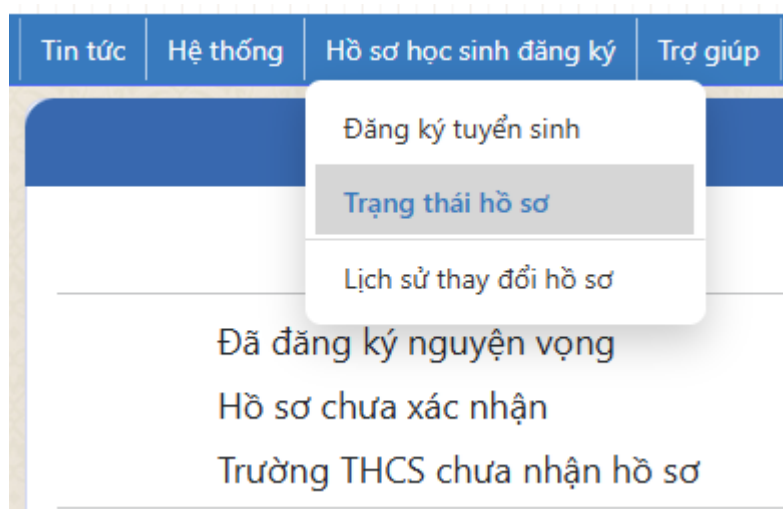 Tin tức Hệ thống Hồ sơ học sinh đăng ký Trợ giúp
Đăng ký tuyển sinh
Trạng thái hồ sơ
Lịch sử thay đổi hồ sơ
Đã đăng ký nguyện vọng
Hồ sơ chưa xác nhận
Trường THCS chưa nhận hồ sơ